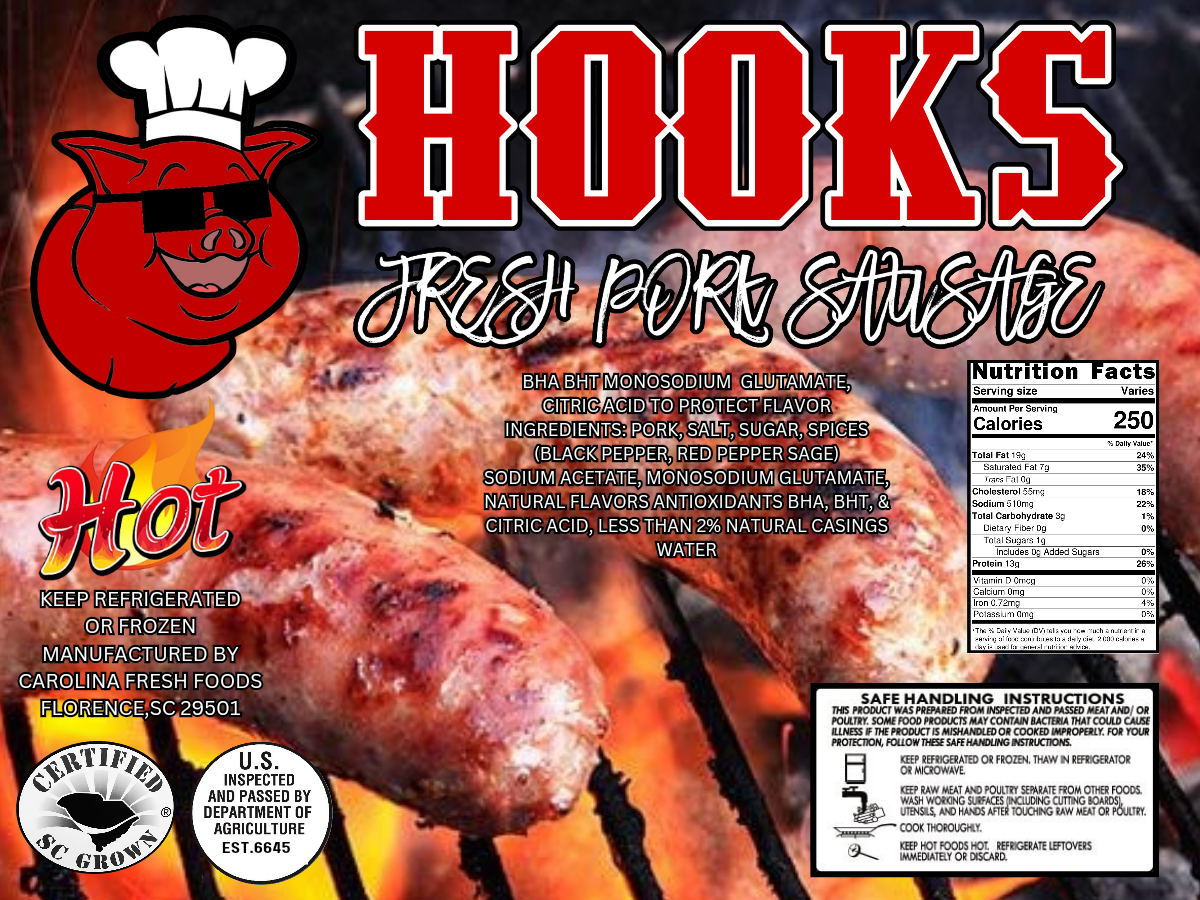 HOOKS
FRESH PORK SAUSAGE
BHA BHT MONOSODIUM GLUTAMATE,
CITRIC ACID TO PROTECT FLAVOR
INGREDIENTS: PORK, SALT, SUGAR, SPICES
(BLACK PEPPER, RED PEPPER SAGE)
SODIUM ACETATE, MONOSODIUM GLUTAMATE,
NATURAL FLAVORS ANTIOXIDANTS BHA, BHT, &
CITRIC ACID, LESS THAN 2% NATURAL CASINGS
WATER
Hot
KEEP REFRIGERATED
OR FROZEN
MANUFACTURED BY
CAROLINA FRESH FOODS
FLORENCE,SC 29501
CERTIFIED
SC GROWN
®
U.S.
INSPECTED
AND PASSED BY
DEPARTMENT OF
AGRICULTURE
EST.6645
Nutrition Facts
Serving size Varies
Amount Per Serving
Calories 250
% Daily Value*
Total Fat 19g 24%
Saturated Fat 7g 35%
Trans Fat 0g
Cholesterol 55mg 18%
Sodium 510mg 22%
Total Carbohydrate 3g 1%
Dietary Fiber 0g 0%
Total Sugars 1g
Includes 0g Added Sugars 0%
Protein 13g 26%
Vitamin D 0mcg 0%
Calcium 0mg 0%
Iron 0.72mg 4%
Potassium 0mg 0%
*The % Daily Value (DV) tells you how much a nutrient in a
serving of food contributes to a daily diet. 2,000 calories a
day is used for general nutrition advice.
SAFE HANDLING INSTRUCTIONS
THIS PRODUCT WAS PREPARED FROM INSPECTED AND PASSED MEAT AND/ OR
POULTRY. SOME FOOD PRODUCTS MAY CONTAIN BACTERIA THAT COULD CAUSE
ILLNESS IF THE PRODUCT IS MISHANDLED OR COOKED IMPROPERLY. FOR YOUR
PROTECTION, FOLLOW THESE SAFE HANDLING INSTRUCTIONS.
KEEP REFRIGERATED OR FROZEN. THAW IN REFRIGERATOR
OR MICROWAVE.
KEEP RAW MEAT AND POULTRY SEPARATE FROM OTHER FOODS.
WASH WORKING SURFACES (INCLUDING CUTTING BOARDS),
UTENSILS, AND HANDS AFTER TOUCHING RAW MEAT OR POULTRY.
COOK THOROUGHLY.
KEEP HOT FOODS HOT. REFRIGERATE LEFTOVERS
IMMEDIATELY OR DISCARD.